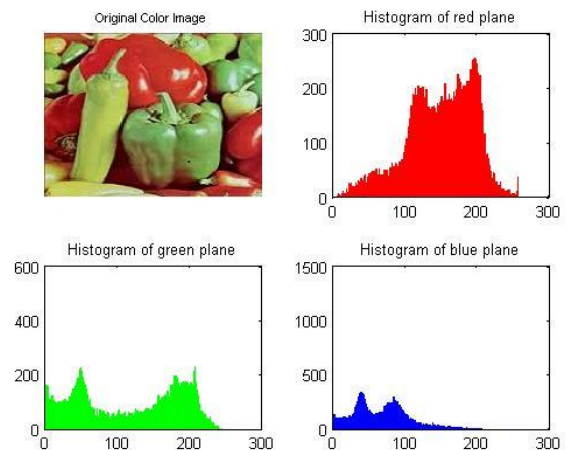 Original Color Image
Histogram of red plane
300
200
100
0
0 100 200 300
Histogram of green plane
600
400
200
0
0 100 200 300
Histogram of blue plane
1500
1000
500
0
0 100 200 300